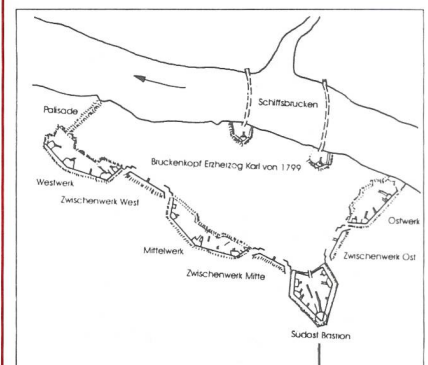 Schiffsbrucken
Palisade
Bruckenkopf Erzherzog Karl von 1799
Westwerk
Zwischenwerk West
Ostwerk
Mittelwerk
Zwischenwerk Ost
Zwischenwerk Mitte
Sudost Bastion